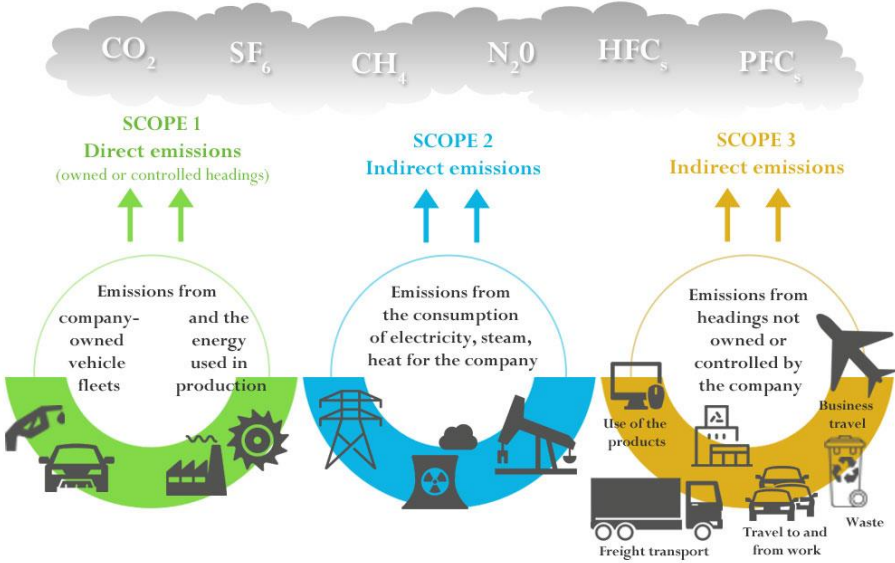 CO₂ SF₆ CH₄ N₂0 HFCₛ PFCₛ
SCOPE 1
Direct emissions
(owned or controlled headings)
Emissions from
company-
owned
vehicle
fleets
and the
energy
used in
production
SCOPE 2
Indirect emissions
Emissions from
the consumption
of electricity, steam,
heat for the company
SCOPE 3
Indirect emissions
Emissions from
headings not
owned or
controlled by
the company
Use of the
products
Business
travel
Freight transport
Travel to and
from work
Waste